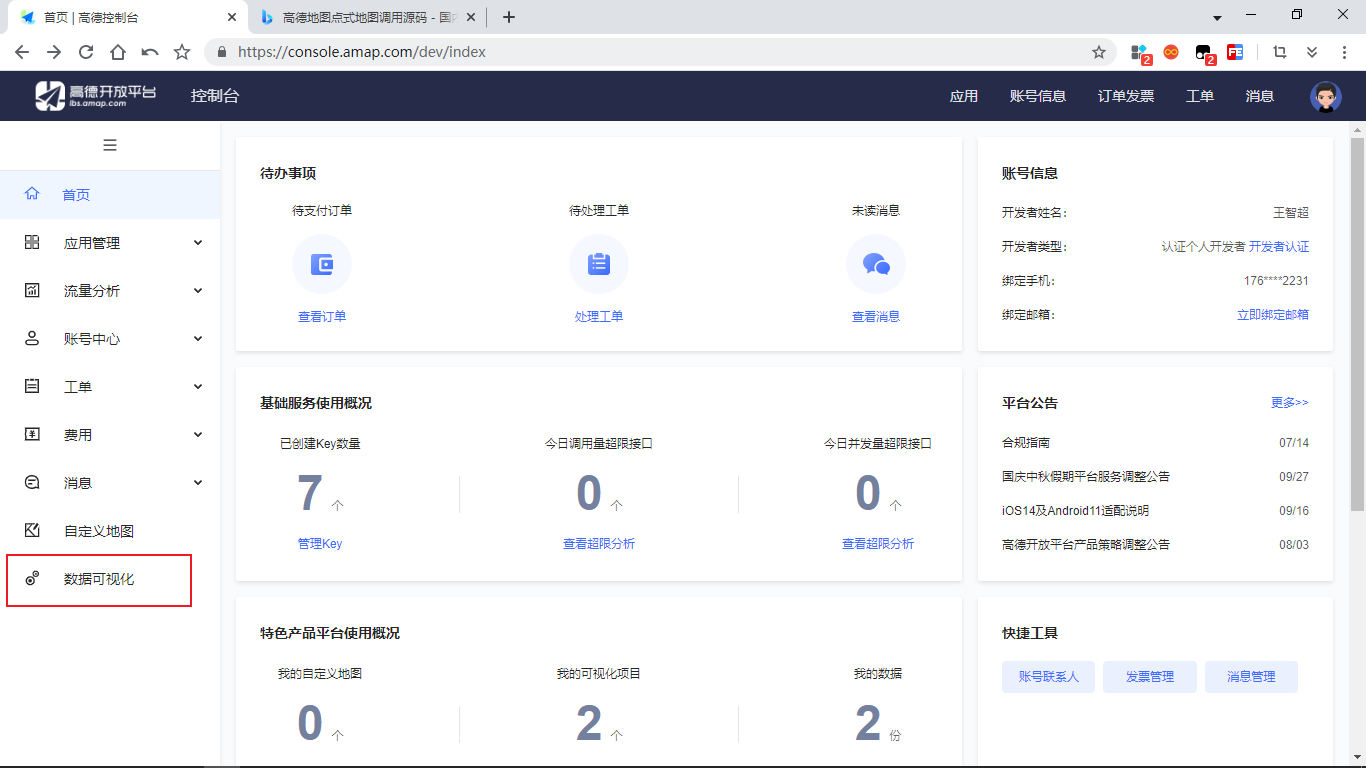 首页 | 高德控制台
高德地图点式地图调用源码 - 国内
https://console.amap.com/dev/index
2
2
高德开放平台
lbs.amap.com
控制台
应用
账号信息
订单发票
工单
消息
首页
应用管理
流量分析
账号中心
工单
费用
消息
自定义地图
数据可视化
待办事项
待支付订单
待处理工单
未读消息
查看订单
处理工单
查看消息
账号信息
开发者姓名：
王智超
开发者类型：
认证个人开发者 开发者认证
绑定手机：
176****2231
绑定邮箱：
立即绑定邮箱
基础服务使用概况
已创建Key数量
今日调用量超限接口
今日并发量超限接口
7 个
0 个
0 个
管理Key
查看超限分析
查看超限分析
平台公告
更多>>
合规指南
07/14
国庆中秋假期平台服务调整公告
09/27
iOS14及Android11适配说明
09/16
高德开放平台产品策略调整公告
08/03
特色产品平台使用概况
我的自定义地图
我的可视化项目
我的数据
0 个
2 个
2 份
快捷工具
账号联系人
发票管理
消息管理